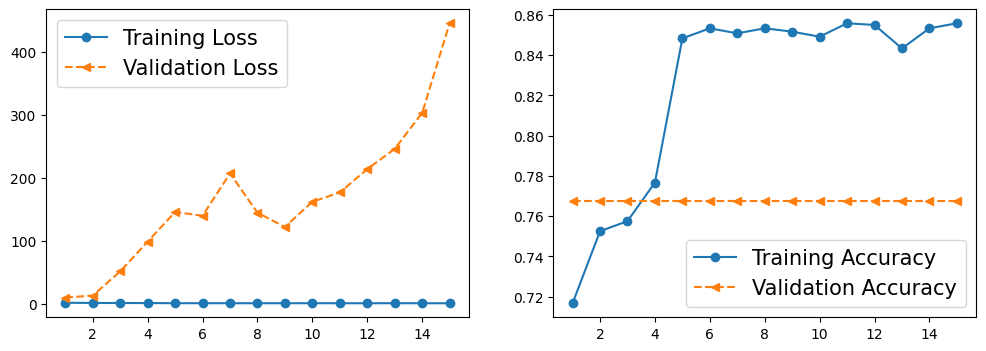 Training Loss
Validation Loss
400
300
200
100
0
2 4 6 8 10 12 14
0.86
0.84
0.82
0.80
0.78
0.76
0.74
0.72
Training Accuracy
Validation Accuracy
2 4 6 8 10 12 14